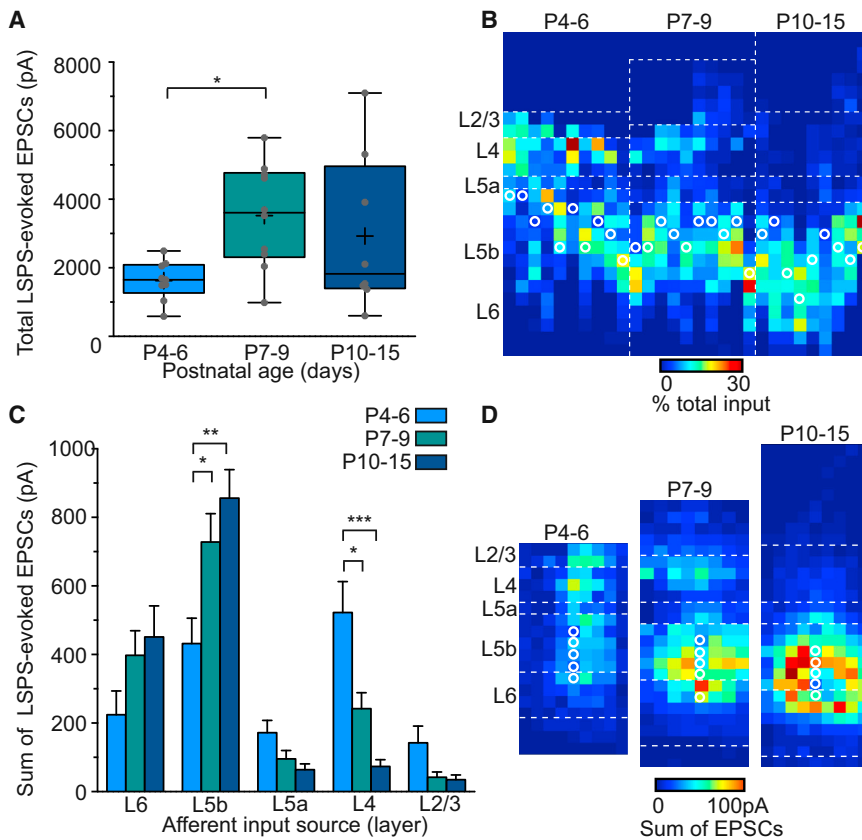 A
Total LSPS-evoked EPSCs (pA)
8000
6000
4000
2000
0
*
P4-6
P7-9
P10-15
Postnatal age (days)
B
P4-6
P7-9
P10-15
L2/3
L4
L5a
L5b
L6
0
30
% total input
C
P4-6
P7-9
P10-15
Sum of LSPS-evoked EPSCs (pA)
1000
800
600
400
200
0
**
*
***
*
L6
L5b
L5a
L4
L2/3
Afferent input source (layer)
D
P4-6
P7-9
P10-15
L2/3
L4
L5a
L5b
L6
0
100pA
Sum of EPSCs